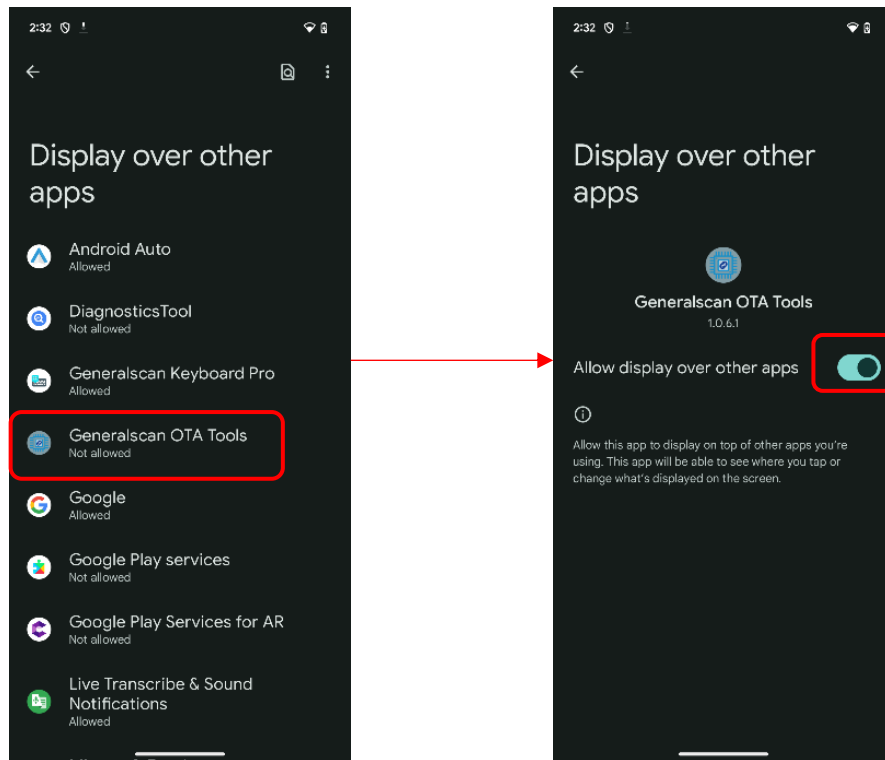 2:32
Display over other
apps
Android Auto
Allowed
DiagnosticsTool
Not allowed
Generalscan Keyboard Pro
Allowed
Generalscan OTA Tools
Not allowed
Google
Allowed
Google Play services
Not allowed
Google Play Services for AR
Not allowed
Live Transcribe & Sound
Notifications
Allowed
2:32
Display over other
apps
Generalscan OTA Tools
1.0.6.1
Allow display over other apps
Allow this app to display on top of other apps you're
using. This app will be able to see where you tap or
change what's displayed on the screen.